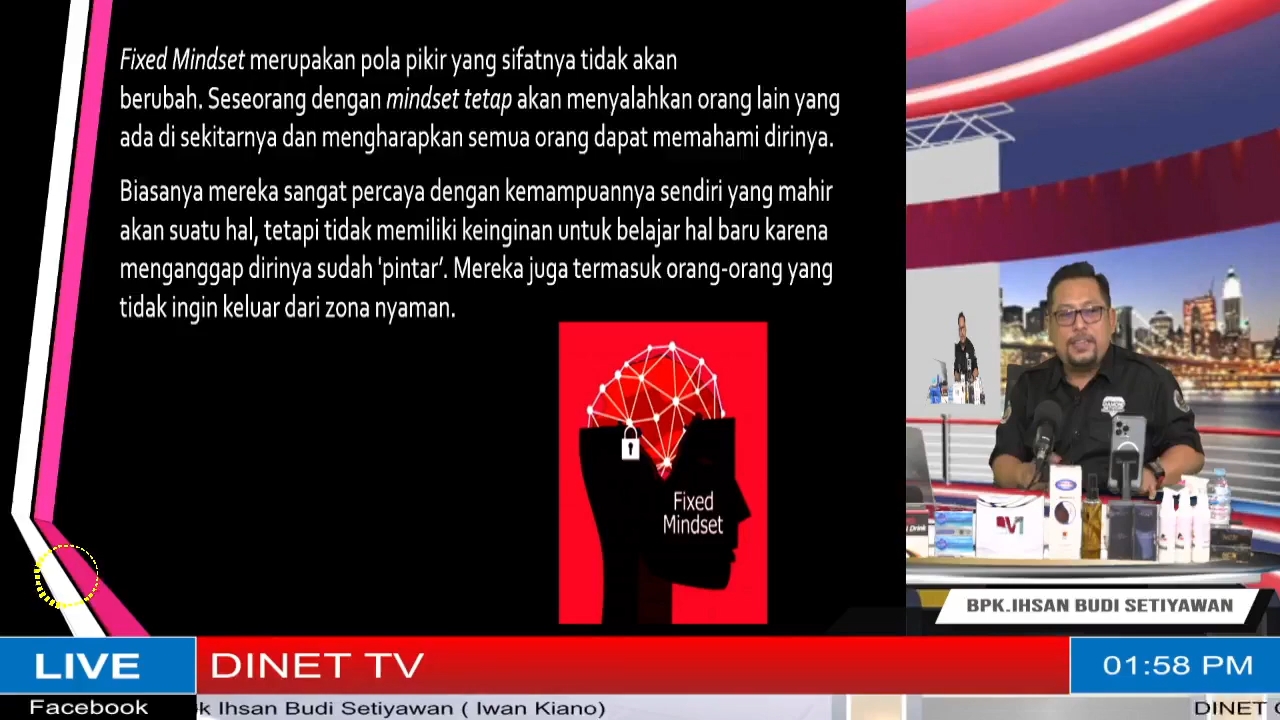 Fixed Mindset merupakan pola pikir yang sifatnya tidak akan
berubah. Seseorang dengan mindset tetap akan menyalahkan orang lain yang
ada di sekitarnya dan mengharapkan semua orang dapat memahami dirinya.
Biasanya mereka sangat percaya dengan kemampuannya sendiri yang mahir
akan suatu hal, tetapi tidak memiliki keinginan untuk belajar hal baru karena
menganggap dirinya sudah 'pintar'. Mereka juga termasuk orang-orang yang
tidak ingin keluar dari zona nyaman.
Fixed
Mindset
BPK.IHSAN BUDI SETIYAWAN
LIVE
DINET TV
01:58 PM
Facebook
k Ihsan Budi Setiyawan ( Iwan Kiano)
DINET